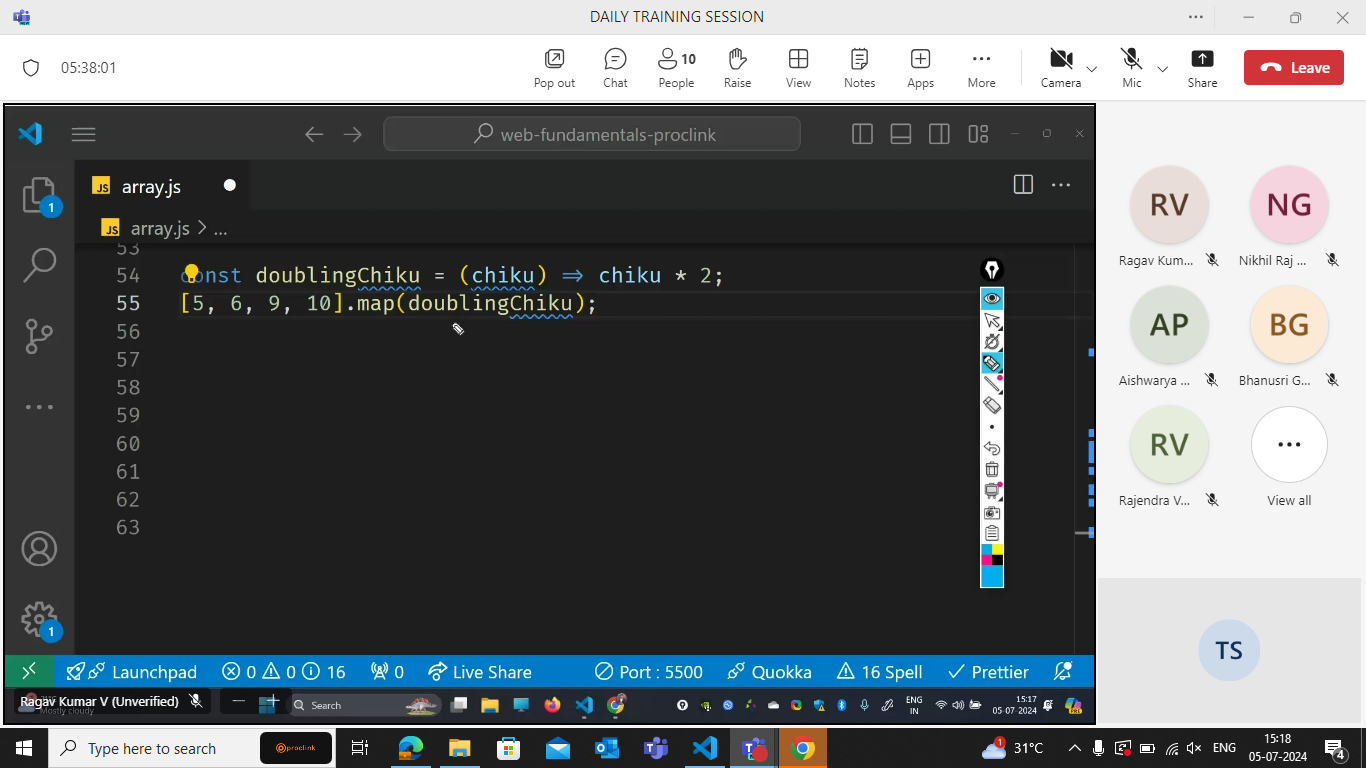 DAILY TRAINING SESSION
05:38:01
Pop out
Chat
10
People
Raise
View
Notes
Apps
More
Camera
Mic
Share
Leave
web-fundamentals-proclink
JS array.js
JS array.js > ...
1
53
54 const doublingChiku = (chiku) => chiku * 2;
55 [5, 6, 9, 10].map(doublingChiku);
56
57
58
59
60
61
62
63
1
RV
Ragav Kum...
NG
Nikhil Raj ...
AP
Aishwarya ...
BG
Bhanusri G...
RV
Rajendra V...
View all
TS
Launchpad 0 0 16 0 Live Share Port : 5500 Quokka 16 Spell Prettier
Ragav Kumar V (Unverified)
Mostly cloudy
Search
ENG
IN
15:17
05-07-2024
Type here to search
proclink
1
31°C
ENG
15:18
05-07-2024
4